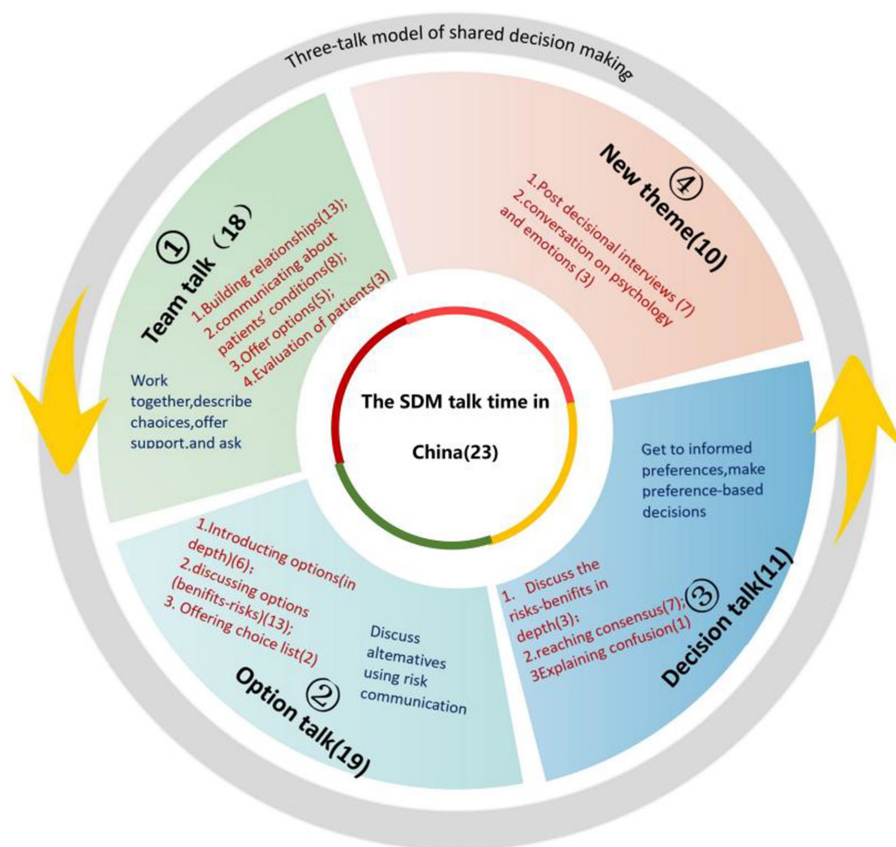 Three-talk model of shared decision making
①
Team talk（18）
1.Building relationships(13);
2.communicating about
patients' conditions(8);
3.Offer options(5);
4.Evaluation of patients(3)
Work
together,describe
chaoices,offer
support,and ask
②
Option talk(19)
1.Introducting options(in
depth)(6);
2.discussing options
(benifits-risks)(13);
3. Offering choice list(2)
Discuss
alternatives
using risk
communication
③
Decision talk(11)
1. Discuss the
risks-benifits in
depth(3);
2.reaching consensus(7);
3Explaining confusion(1)
Get to informed
preferences,make
preference-based
decisions
④
New theme(10)
1.Post decisional interviews (7)
2.conversation on psychology
and emotions (3)
The SDM talk time in
China(23)